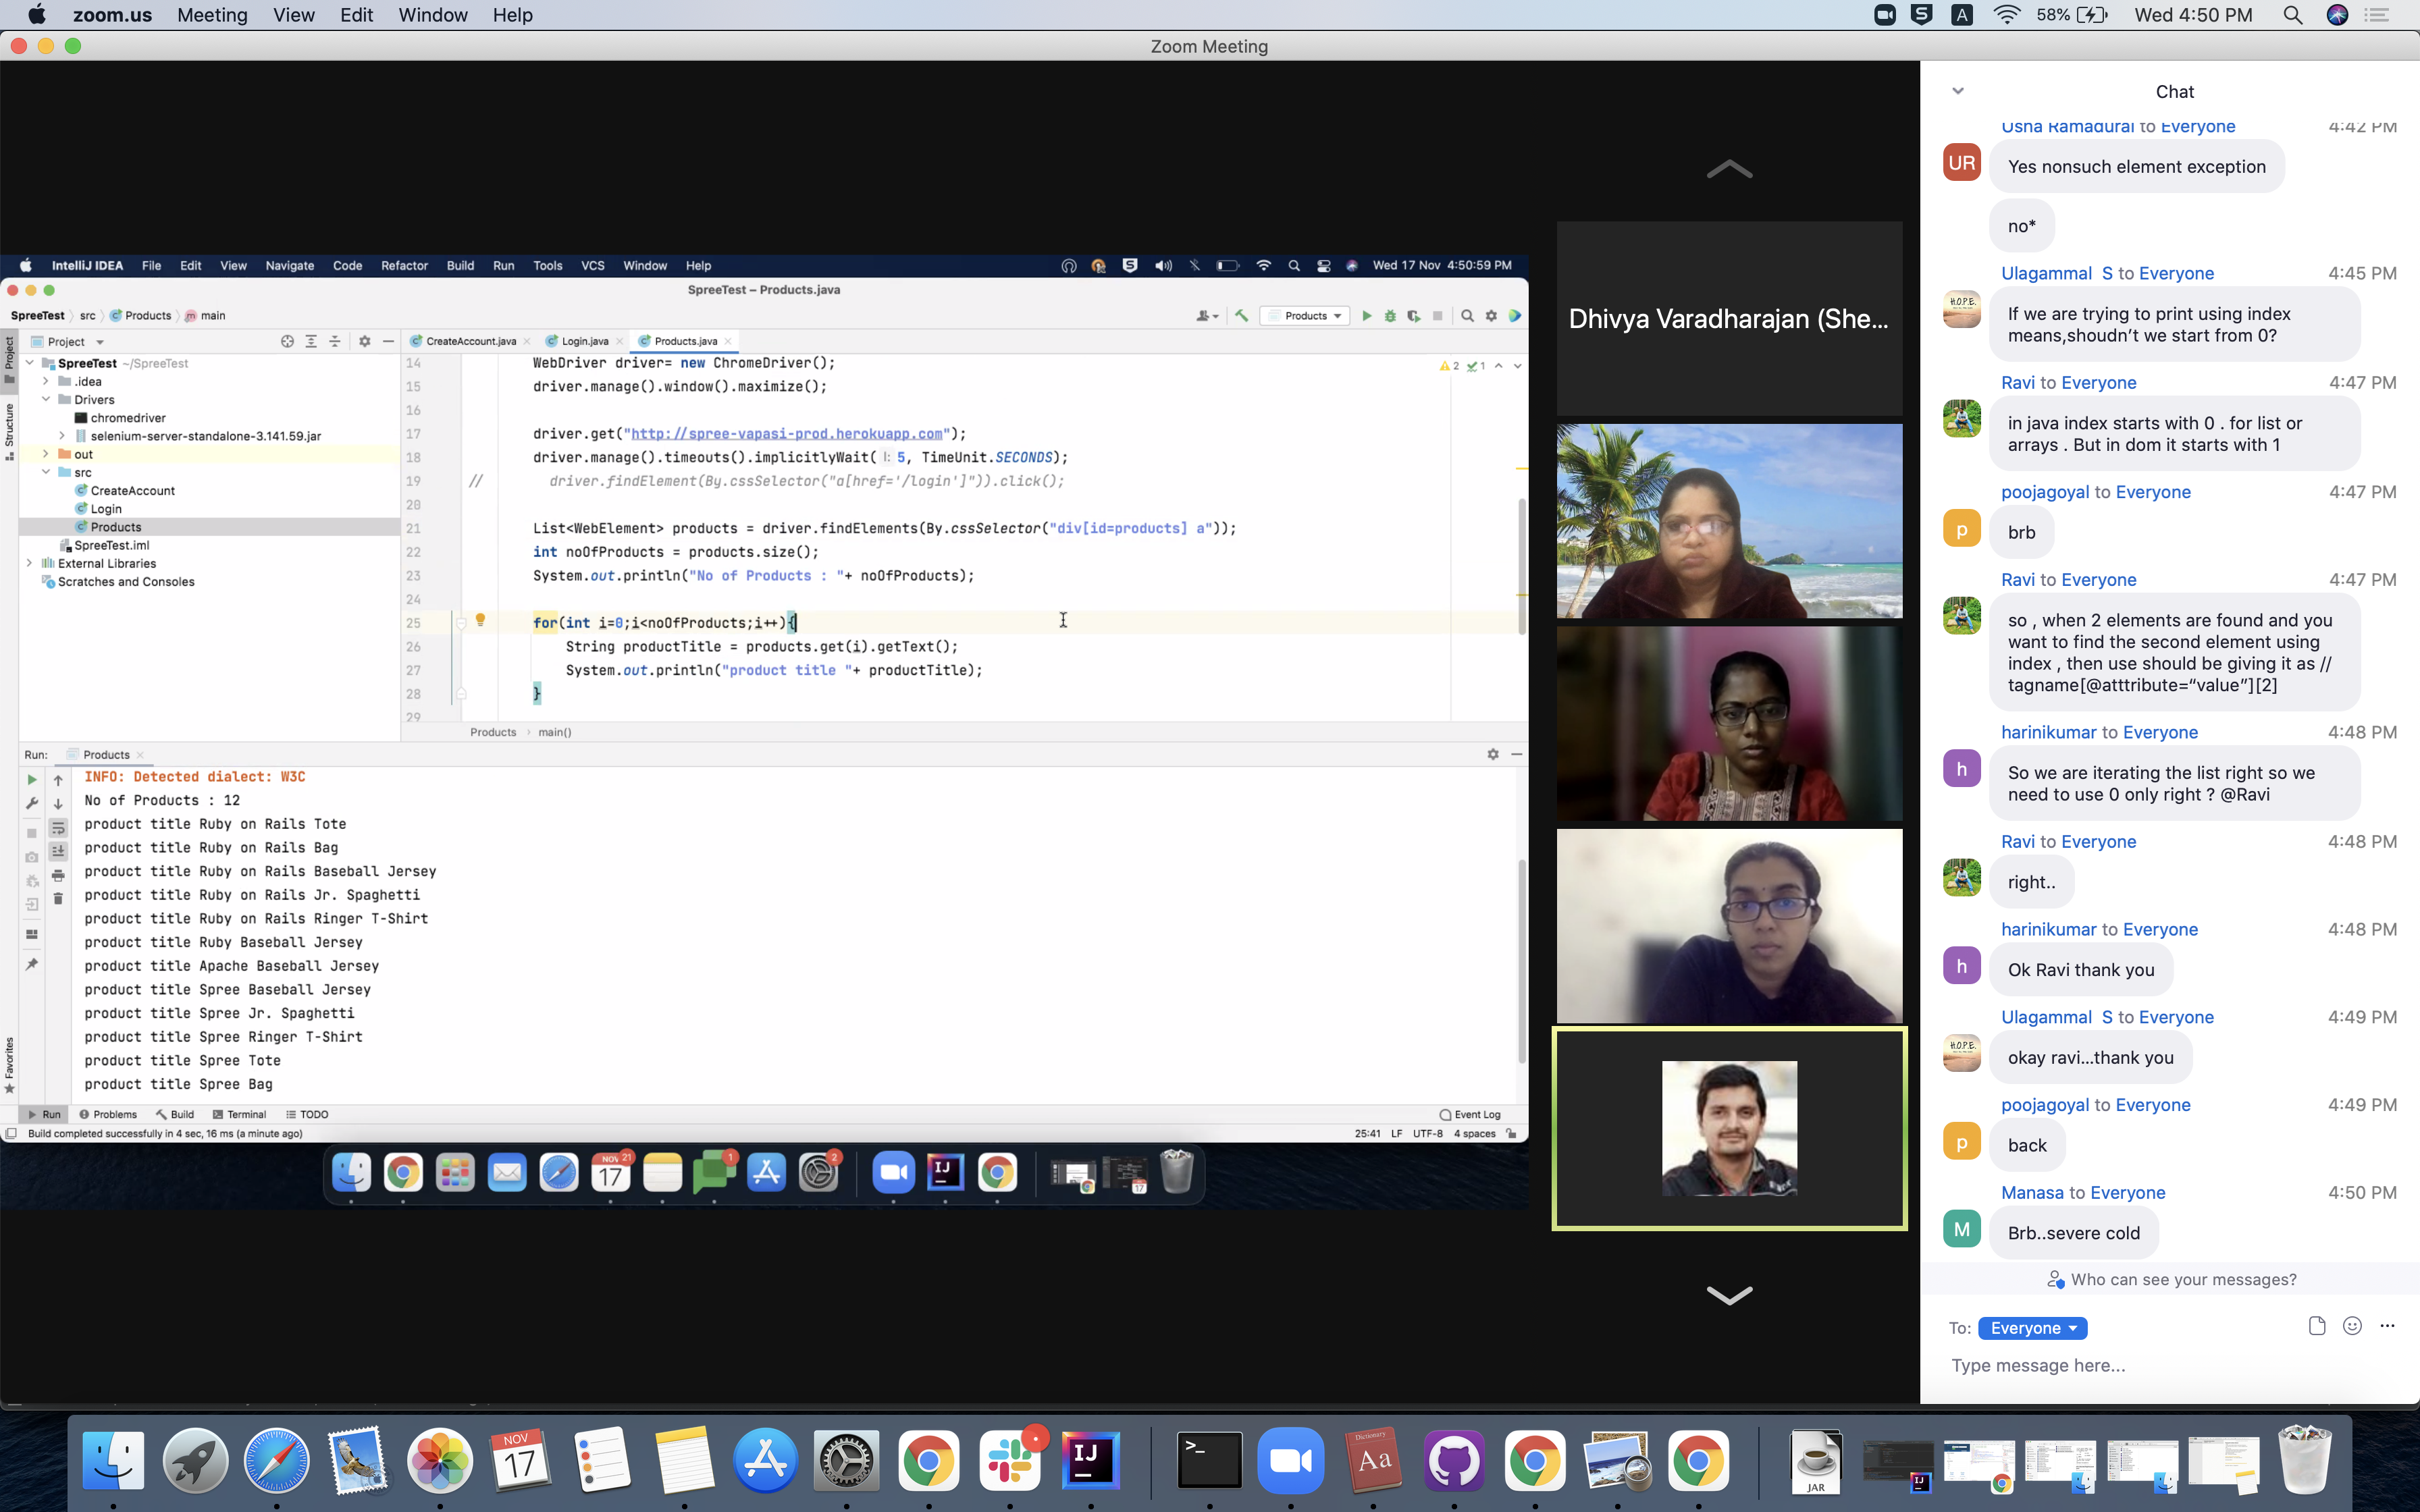 zoom.us Meeting View Edit Window Help
58% Wed 4:50 PM
Zoom Meeting
IntelliJ IDEA File Edit View Navigate Code Refactor Build Run Tools VCS Window Help
Wed 17 Nov 4:50:59 PM
SpreeTest – Products.java
SpreeTest src Products main
Products
Project
CreateAccount.java Login.java Products.java
Project
Structure
Favorites
SpreeTest ~/SpreeTest
.idea
Drivers
chromedriver
selenium-server-standalone-3.141.59.jar
out
src
CreateAccount
Login
Products
SpreeTest.iml
External Libraries
Scratches and Consoles
2 1
14 WebDriver driver= new ChromeDriver();
15 driver.manage().window().maximize();
16
17 driver.get("http://spree-vapasi-prod.herokuapp.com");
18 driver.manage().timeouts().implicitlyWait( l: 5, TimeUnit.SECONDS);
19 // driver.findElement(By.cssSelector("a[href='/login']")).click();
20
21 List<WebElement> products = driver.findElements(By.cssSelector("div[id=products] a"));
22 int noOfProducts = products.size();
23 System.out.println("No of Products : "+ noOfProducts);
24
25 for(int i=0;i<noOfProducts;i++){
26 String productTitle = products.get(i).getText();
27 System.out.println("product title "+ productTitle);
28 }
29
Products main()
Run: Products
INFO: Detected dialect: W3C
No of Products : 12
product title Ruby on Rails Tote
product title Ruby on Rails Bag
product title Ruby on Rails Baseball Jersey
product title Ruby on Rails Jr. Spaghetti
product title Ruby on Rails Ringer T-Shirt
product title Ruby Baseball Jersey
product title Apache Baseball Jersey
product title Spree Baseball Jersey
product title Spree Jr. Spaghetti
product title Spree Ringer T-Shirt
product title Spree Tote
product title Spree Bag
Run Problems Build Terminal TODO
Event Log
Build completed successfully in 4 sec, 16 ms (a minute ago)
25:41 LF UTF-8 4 spaces
NOV 21
17
1
2
IJ
17
Dhivya Varadharajan (She...
Chat
Usha Ramadurai to Everyone 4:42 PM
UR
Yes nonsuch element exception
no*
Ulagammal S to Everyone 4:45 PM
H.O.P.E.
If we are trying to print using index
means,shoudn't we start from 0?
Ravi to Everyone 4:47 PM
in java index starts with 0 . for list or
arrays . But in dom it starts with 1
poojagoyal to Everyone 4:47 PM
p
brb
Ravi to Everyone 4:47 PM
so , when 2 elements are found and you
want to find the second element using
index , then use should be giving it as //
tagname[@atttribute=“value”][2]
harinikumar to Everyone 4:48 PM
h
So we are iterating the list right so we
need to use 0 only right ? @Ravi
Ravi to Everyone 4:48 PM
right..
harinikumar to Everyone 4:48 PM
h
Ok Ravi thank you
Ulagammal S to Everyone 4:49 PM
H.O.P.E.
okay ravi...thank you
poojagoyal to Everyone 4:49 PM
p
back
Manasa to Everyone 4:50 PM
M
Brb..severe cold
Who can see your messages?
To: Everyone
Type message here...
NOV
17
IJ
>_
Dictionary
Aa
JAR
IJ